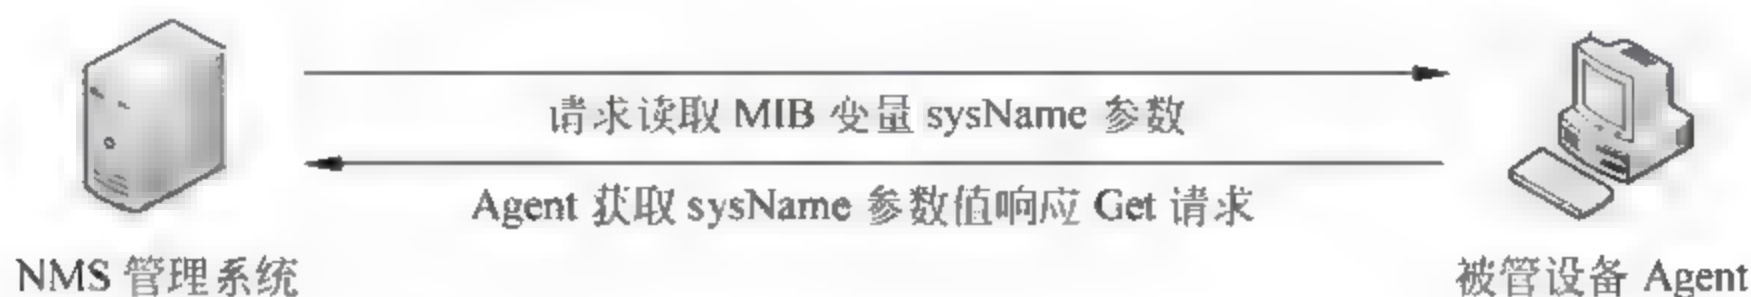 请求读取 MIB 变量 sysName 参数
Agent 获取 sysName 参数值响应 Get 请求
NMS 管理系统
被管设备 Agent